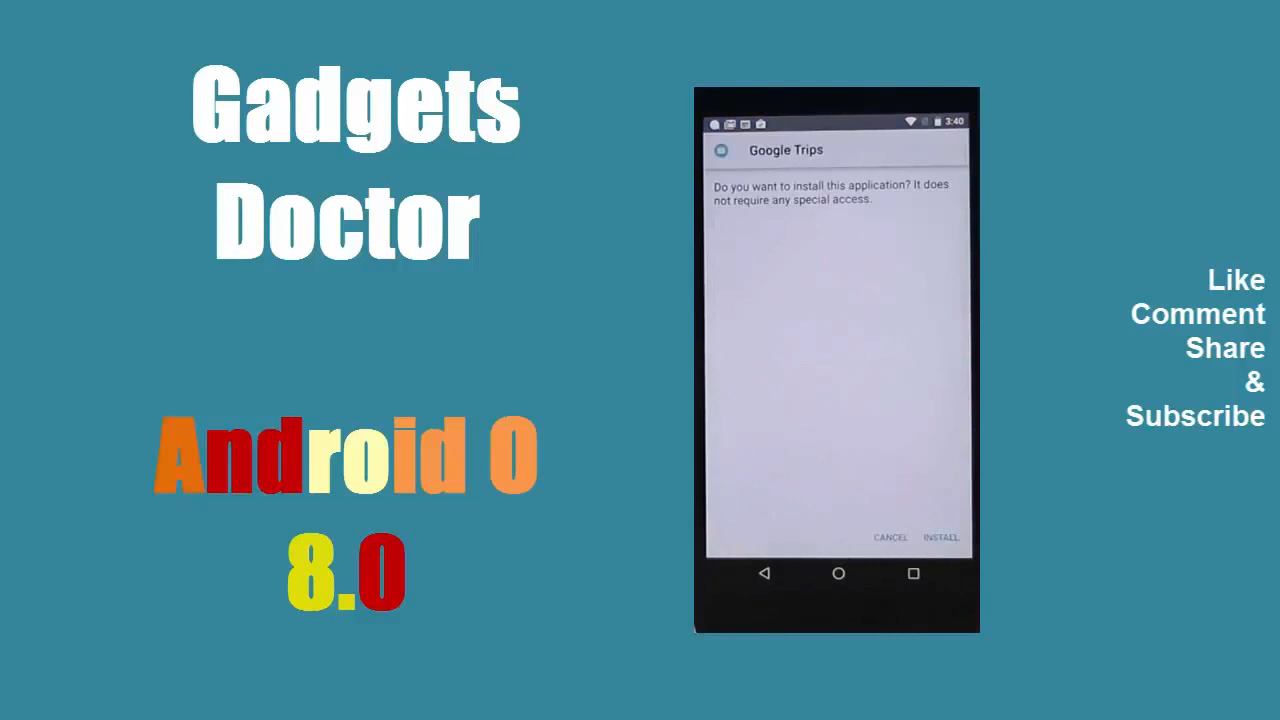 Gadgets
Doctor
Android O
8.0
3:40
Google Trips
Do you want to install this application? It does
not require any special access.
CANCEL INSTALL
Like
Comment
Share
&
Subscribe